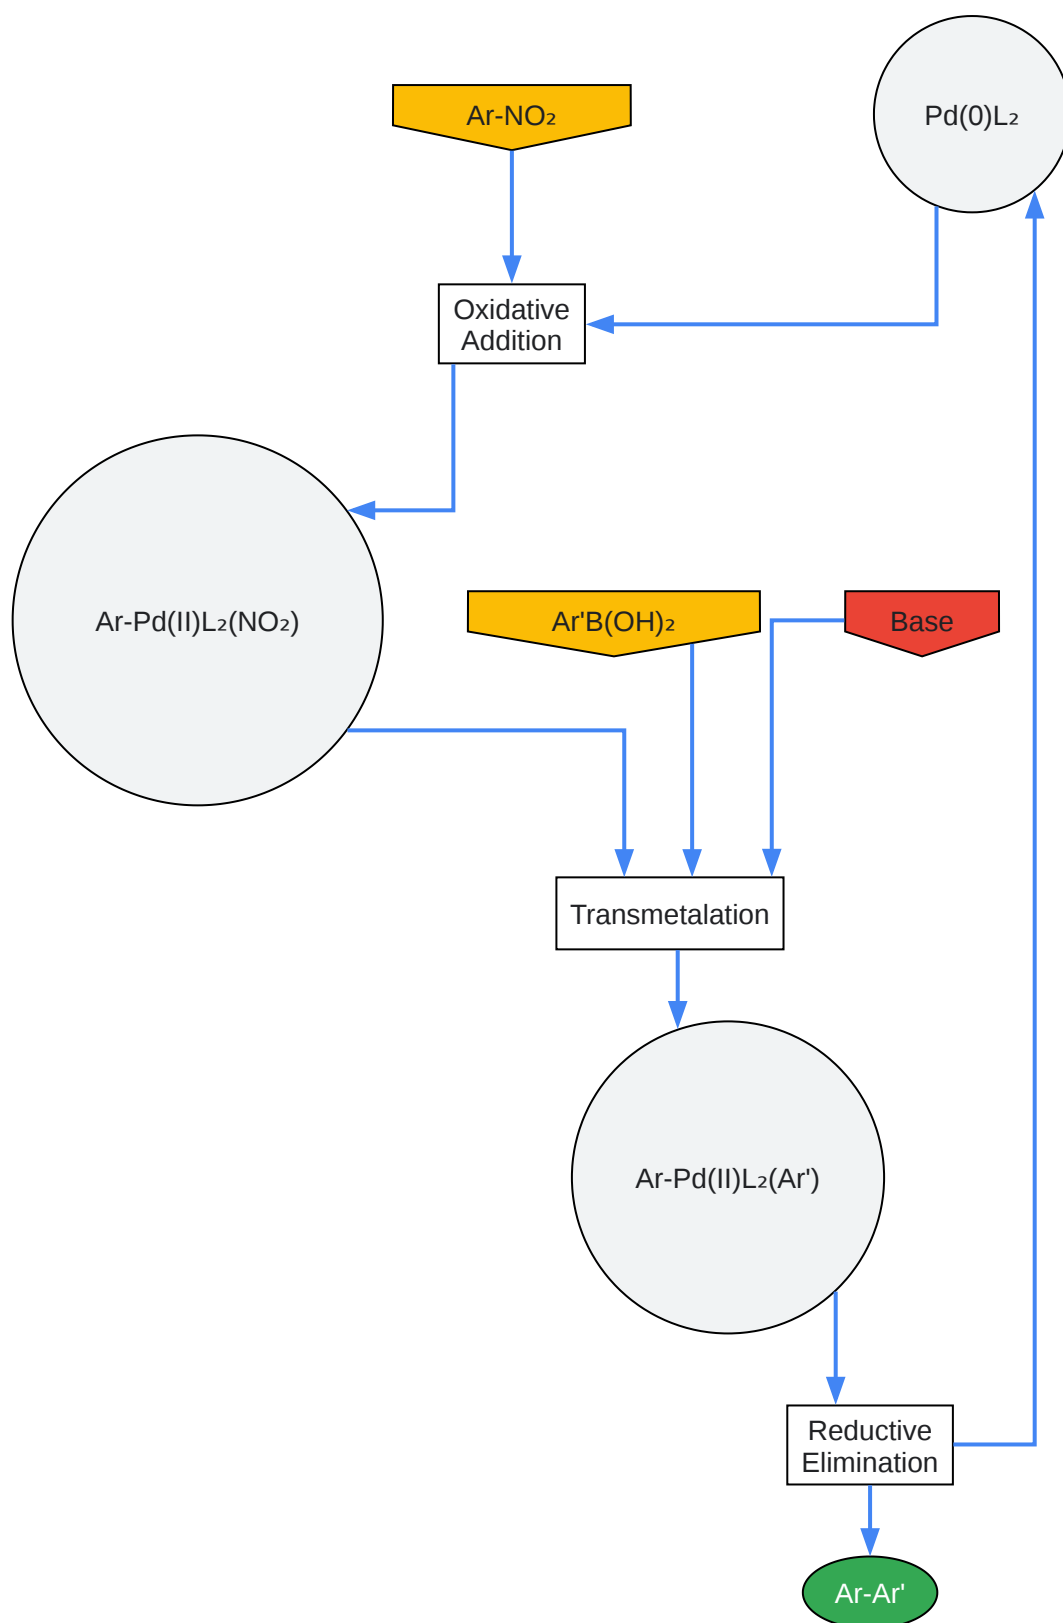 Ar-NO₂
Pd(0)L₂
Oxidative
Addition
Ar-Pd(II)L₂(NO₂)
Ar'B(OH)₂
Base
Transmetalation
Ar-Pd(II)L₂(Ar')
Reductive
Elimination
Ar-Ar'